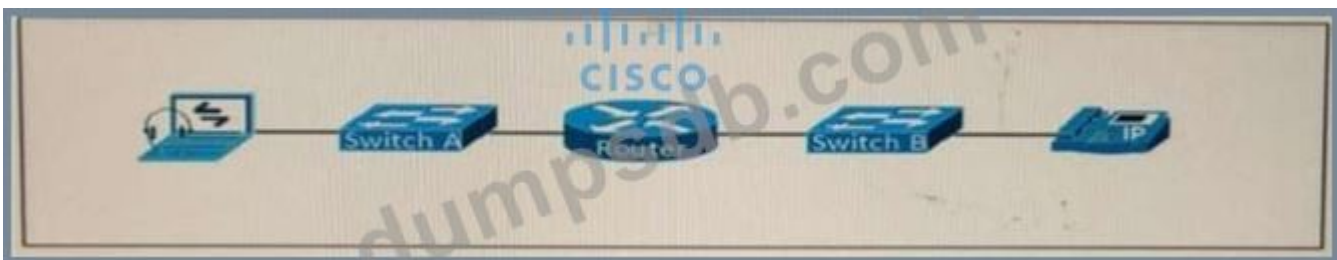 CISCO
Switch A
Router
Switch B
IP
dumpsdb.com